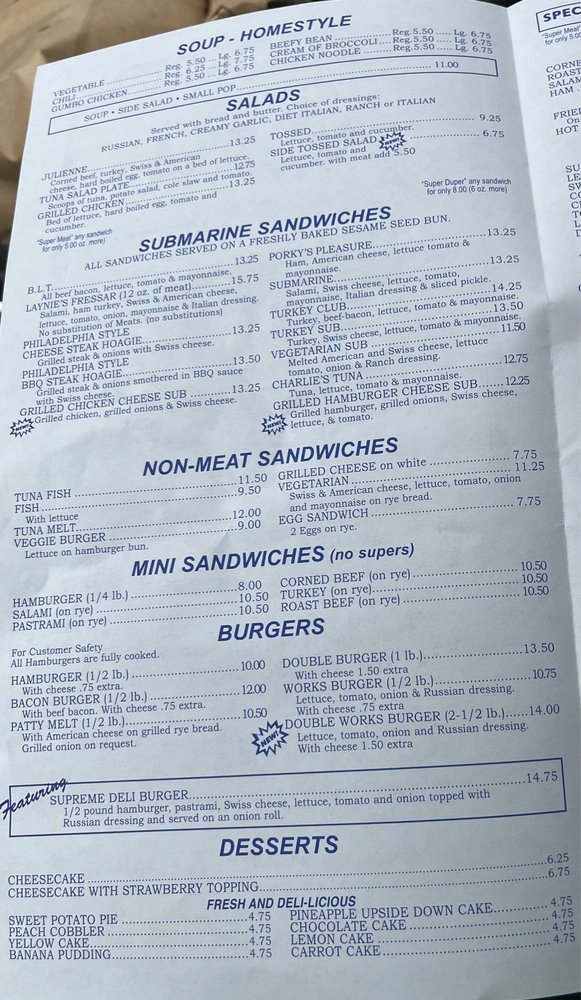 SOUP - HOMESTYLE
VEGETABLE Reg. 5.50 Lg. 6.75
CHILI Reg. 6.25 Lg. 7.75
GUMBO CHICKEN Reg. 5.50 Lg. 6.75
BEEFY BEAN Reg. 5.50 Lg. 6.75
CREAM OF BROCCOLI Reg. 5.50 Lg. 6.75
CHICKEN NOODLE Reg. 5.50 Lg. 6.75
SOUP • SIDE SALAD • SMALL POP 11.00
SALADS
Served with bread and butter. Choice of dressings:
RUSSIAN, FRENCH, CREAMY GARLIC, DIET ITALIAN, RANCH or ITALIAN
JULIENNE 13.25
Corned beef, turkey, Swiss & American
cheese, hard boiled egg, tomato on a bed of lettuce.
TUNA SALAD PLATE 12.75
Scoops of tuna, potato salad, cole slaw and tomato.
GRILLED CHICKEN 13.25
Bed of lettuce, hard boiled egg, tomato and
cucumber.
TOSSED 9.25
Lettuce, tomato and cucumber.
SIDE TOSSED SALAD 6.75
Lettuce, tomato and
cucumber. with meat add 5.50
NEW!
"Super Meat" any sandwich
for only 5.00 (6 oz. more)
"Super Duper" any sandwich
for only 8.00 (6 oz. more)
SUBMARINE SANDWICHES
ALL SANDWICHES SERVED ON A FRESHLY BAKED SESAME SEED BUN.
B.L.T. 13.25
All beef bacon, lettuce, tomato & mayonnaise.
LAYNIE'S FRESSAR (12 oz. of meat) 15.75
Salami, ham turkey, Swiss & American cheese,
lettuce, tomato, onion, mayonnaise & Italian dressing.
No substitution of Meats. (no substitutions)
PHILADELPHIA STYLE
CHEESE STEAK HOAGIE 13.25
Grilled steak & onions with Swiss cheese.
PHILADELPHIA STYLE
BBQ STEAK HOAGIE 13.50
Grilled steak & onions smothered in BBQ sauce
with Swiss cheese.
GRILLED CHICKEN CHEESE SUB 13.25
NEW! Grilled chicken, grilled onions & Swiss cheese.
PORKY'S PLEASURE 13.25
Ham, American cheese, lettuce tomato &
mayonnaise.
SUBMARINE 13.25
Salami, Swiss cheese, lettuce, tomato,
mayonnaise, Italian dressing & sliced pickle.
TURKEY CLUB 14.25
Turkey, beef-bacon, lettuce, tomato & mayonnaise.
TURKEY SUB 13.50
Turkey, Swiss cheese, lettuce, tomato & mayonnaise.
VEGETARIAN SUB 11.50
Melted American and Swiss cheese, lettuce
tomato, onion & Ranch dressing.
CHARLIE'S TUNA 12.75
Tuna, lettuce, tomato & mayonnaise.
GRILLED HAMBURGER CHEESE SUB 12.25
NEW! Grilled hamburger, grilled onions, Swiss cheese,
lettuce, & tomato.
NON-MEAT SANDWICHES
TUNA FISH 11.50
FISH 9.50
With lettuce
TUNA MELT 12.00
VEGGIE BURGER 9.00
Lettuce on hamburger bun.
GRILLED CHEESE on white 7.75
VEGETARIAN 11.25
Swiss & American cheese, lettuce, tomato, onion
and mayonnaise on rye bread.
EGG SANDWICH 7.75
2 Eggs on rye.
MINI SANDWICHES (no supers)
HAMBURGER (1/4 lb.) 8.00
SALAMI (on rye) 10.50
PASTRAMI (on rye) 10.50
CORNED BEEF (on rye) 10.50
TURKEY (on rye) 10.50
ROAST BEEF (on rye) 10.50
BURGERS
For Customer Safety
All Hamburgers are fully cooked.
HAMBURGER (1/2 lb.) 10.00
With cheese .75 extra.
BACON BURGER (1/2 lb.) 12.00
With beef bacon. With cheese .75 extra.
PATTY MELT (1/2 lb.) 10.50
With American cheese on grilled rye bread.
Grilled onion on request.
DOUBLE BURGER (1 lb.) 13.50
With cheese 1.50 extra
WORKS BURGER (1/2 lb.) 10.75
Lettuce, tomato, onion & Russian dressing.
With cheese .75 extra
NEW! DOUBLE WORKS BURGER (2-1/2 lb.) 14.00
Lettuce, tomato, onion and Russian dressing.
With cheese 1.50 extra
Featuring
SUPREME DELI BURGER 14.75
1/2 pound hamburger, pastrami, Swiss cheese, lettuce, tomato and onion topped with
Russian dressing and served on an onion roll.
DESSERTS
CHEESECAKE 6.25
CHEESECAKE WITH STRAWBERRY TOPPING 6.75
FRESH AND DELI-LICIOUS
SWEET POTATO PIE 4.75
PEACH COBBLER 4.75
YELLOW CAKE 4.75
BANANA PUDDING 4.75
PINEAPPLE UPSIDE DOWN CAKE 4.75
CHOCOLATE CAKE 4.75
LEMON CAKE 4.75
CARROT CAKE 4.75
"Super Meat"
for only 5.00
ROAST
HAM